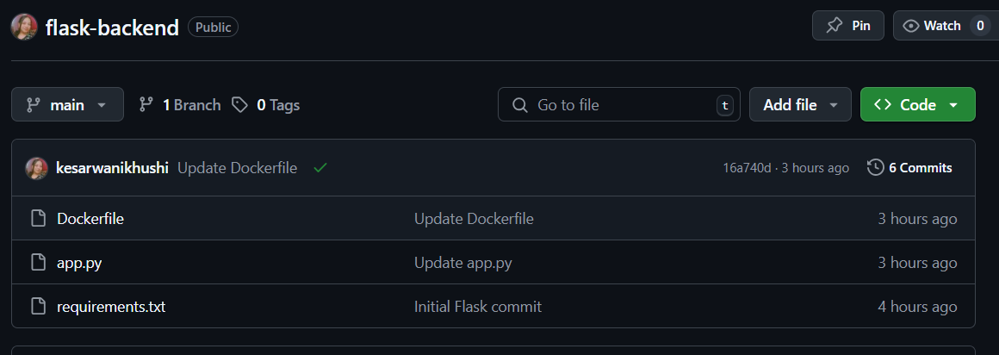 flask-backend Public Pin Watch 0
main 1 Branch 0 Tags Go to file t Add file Code
kesarwanikhushi Update Dockerfile 16a740d · 3 hours ago 6 Commits
Dockerfile Update Dockerfile 3 hours ago
app.py Update app.py 3 hours ago
requirements.txt Initial Flask commit 4 hours ago